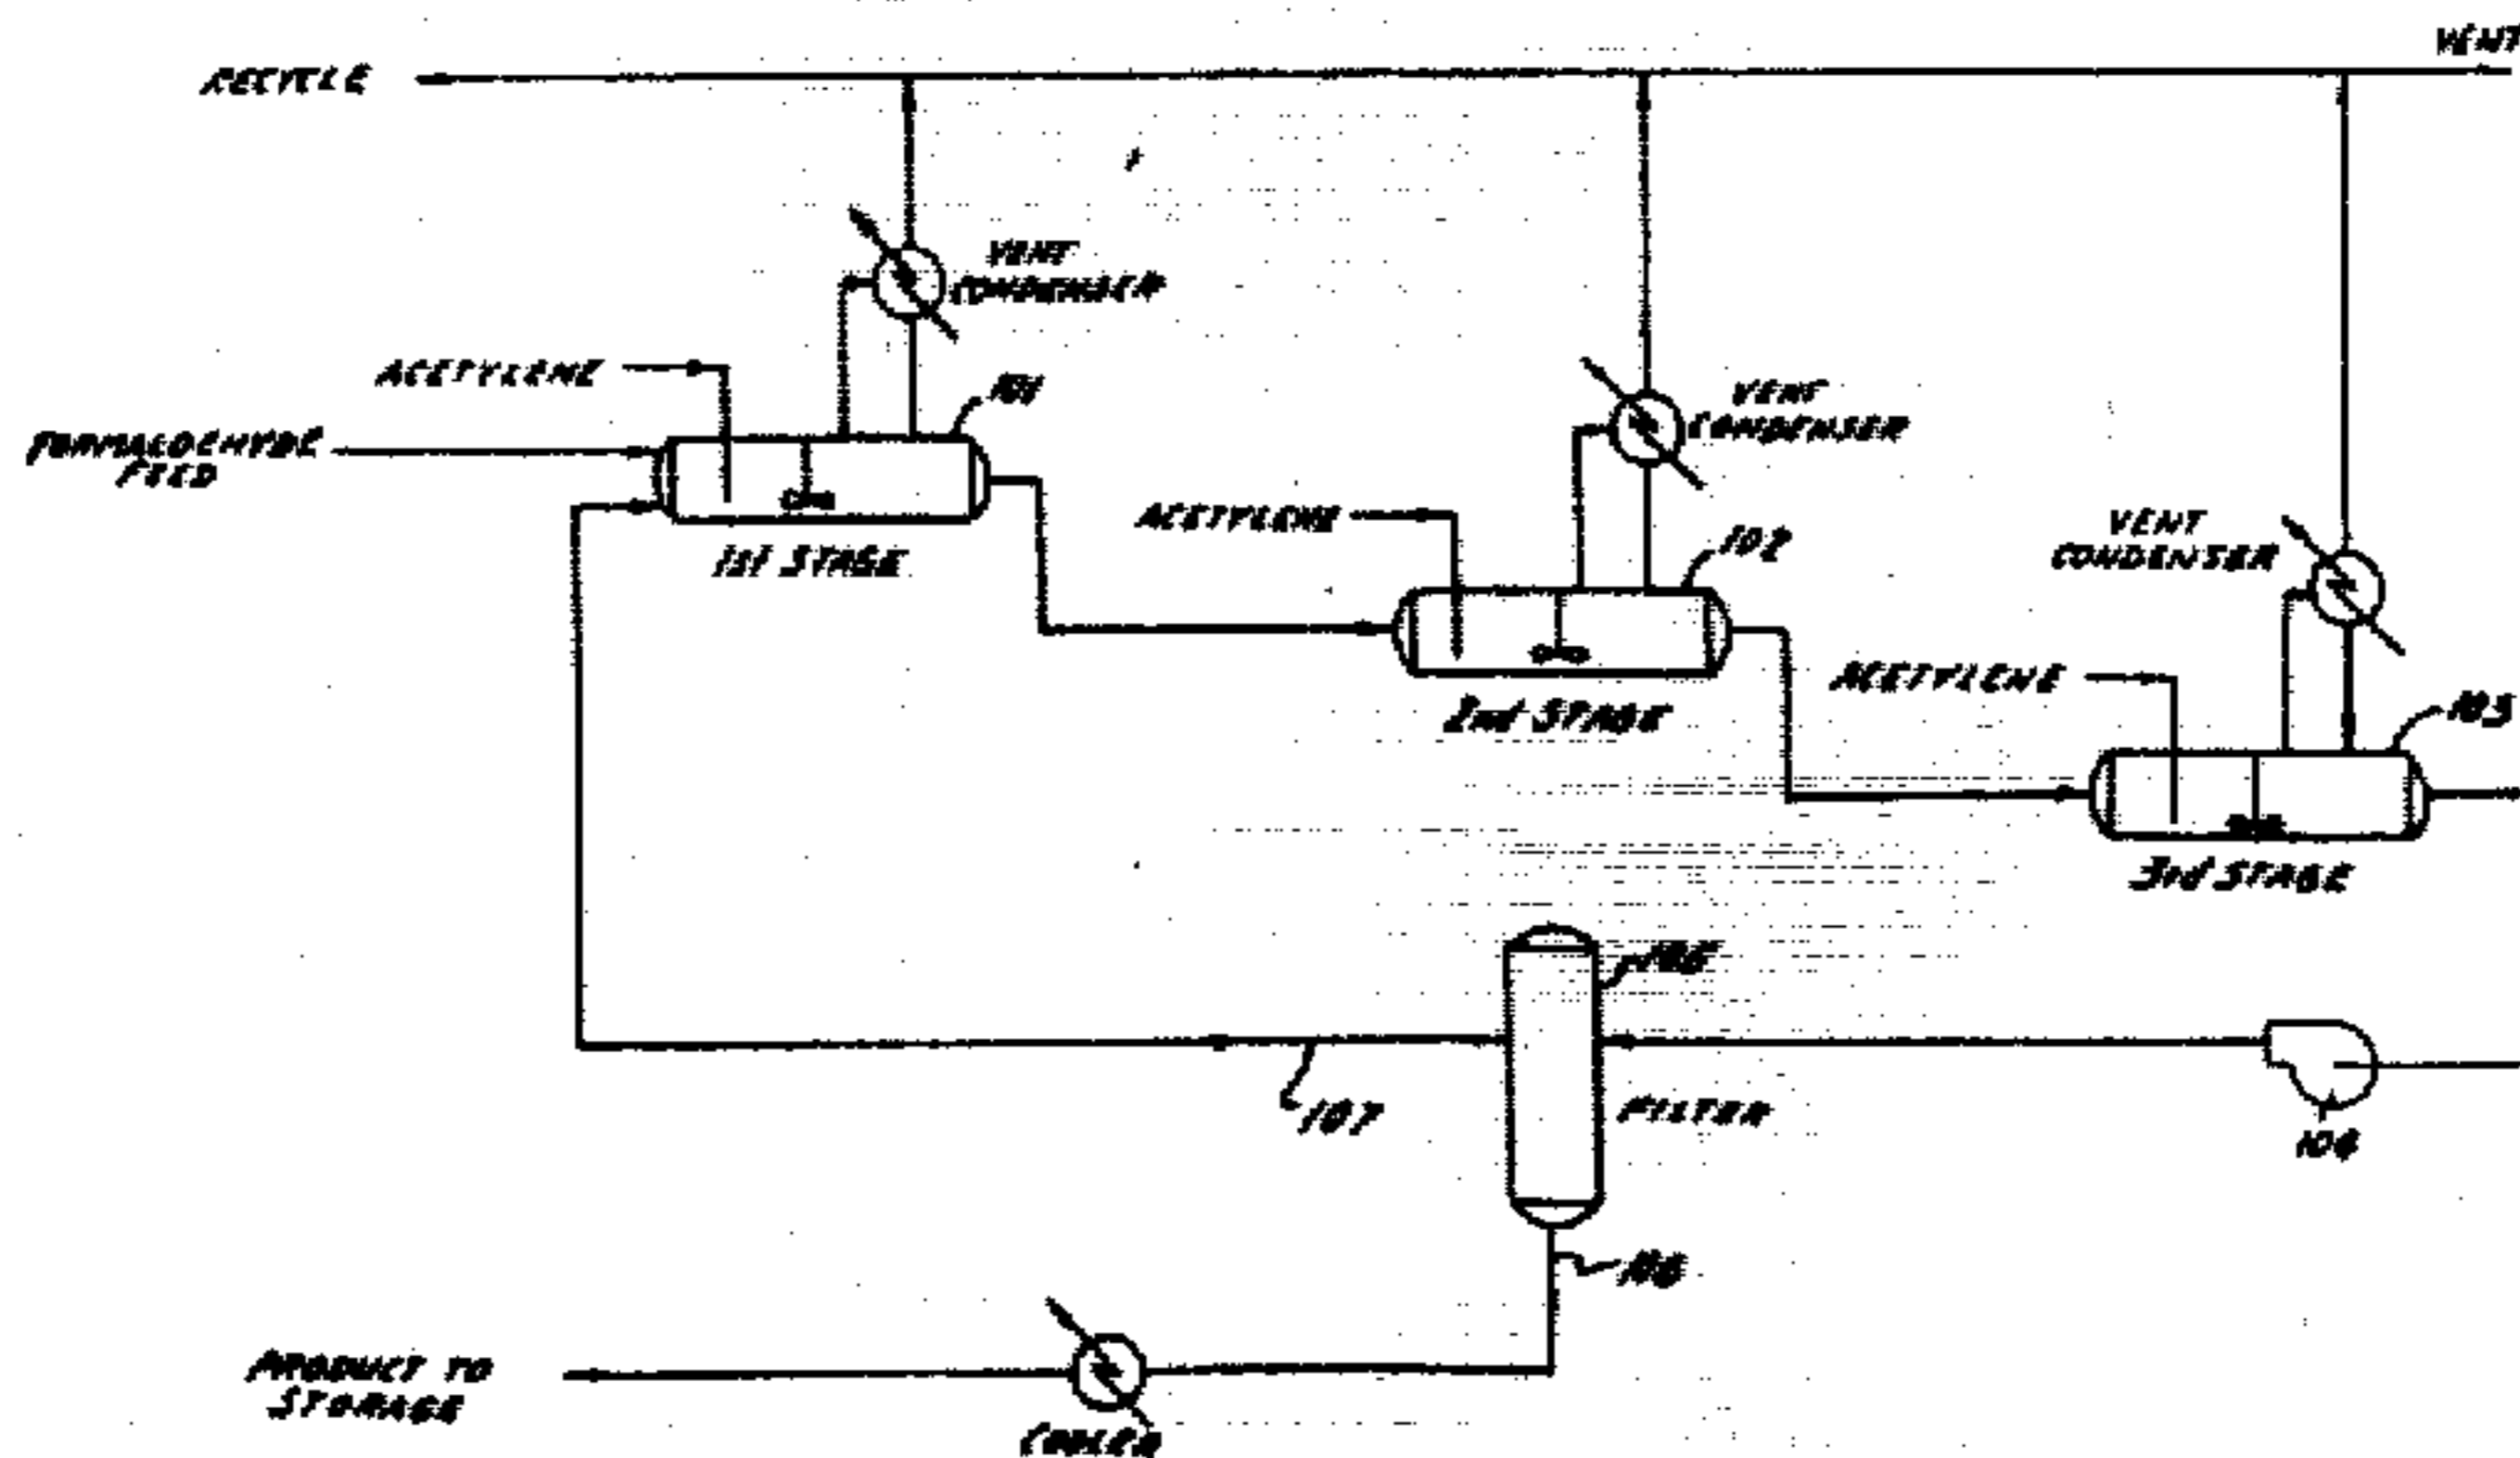 VENT
RECYCLE
VENT
CONDENSER
ACETYLENE
101
FORMALDEHYDE
FEED
VENT
CONDENSER
1st STAGE
ACETYLENE
102
VENT
CONDENSER
ACETYLENE
2nd STAGE
103
3rd STAGE
107
FILTER
PRODUCT TO
STORAGE
COOLER